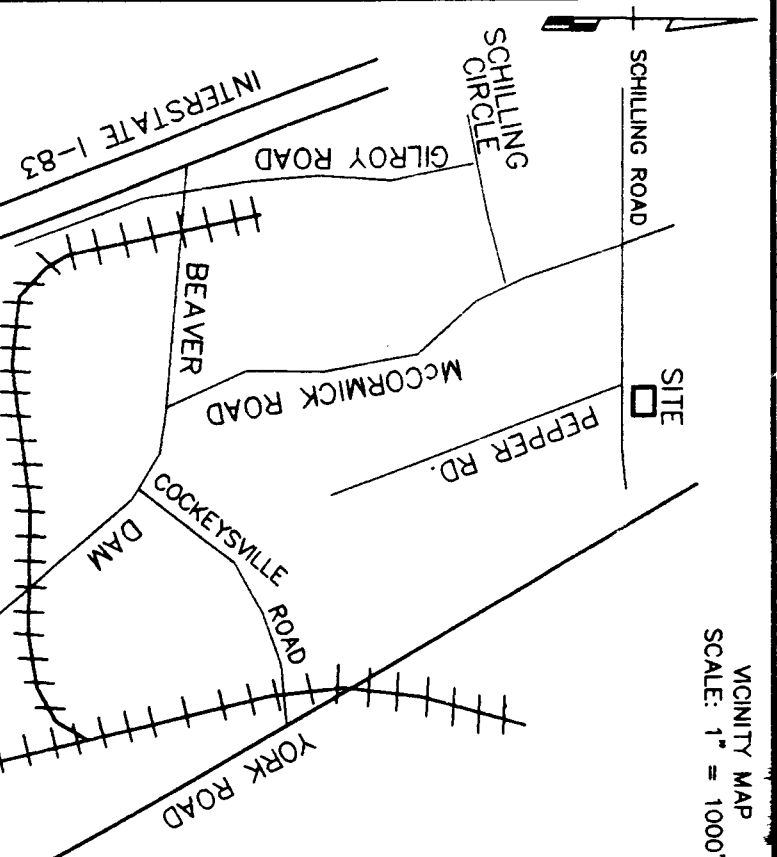 SCHILLING ROAD
SITE
SCHILLING
CIRCLE
INTERSTATE I-83
GILROY ROAD
McCORMICK ROAD
PEPPER RD.
BEAVER
DAM
COCKEYSVILLE
ROAD
YORK ROAD
VICINITY MAP
SCALE: 1" = 1000'